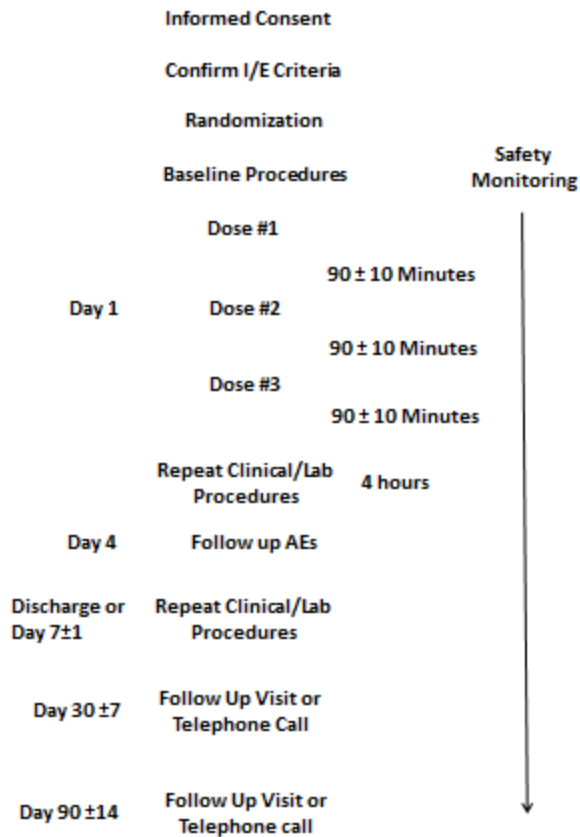 Informed Consent
Confirm I/E Criteria
Randomization
Baseline Procedures
Safety
Monitoring
Dose #1
90 ± 10 Minutes
Day 1
Dose #2
90 ± 10 Minutes
Dose #3
90 ± 10 Minutes
Repeat Clinical/Lab
Procedures
4 hours
Day 4
Follow up AEs
Discharge or
Day 7±1
Repeat Clinical/Lab
Procedures
Day 30 ±7
Follow Up Visit or
Telephone Call
Day 90 ±14
Follow Up Visit or
Telephone call